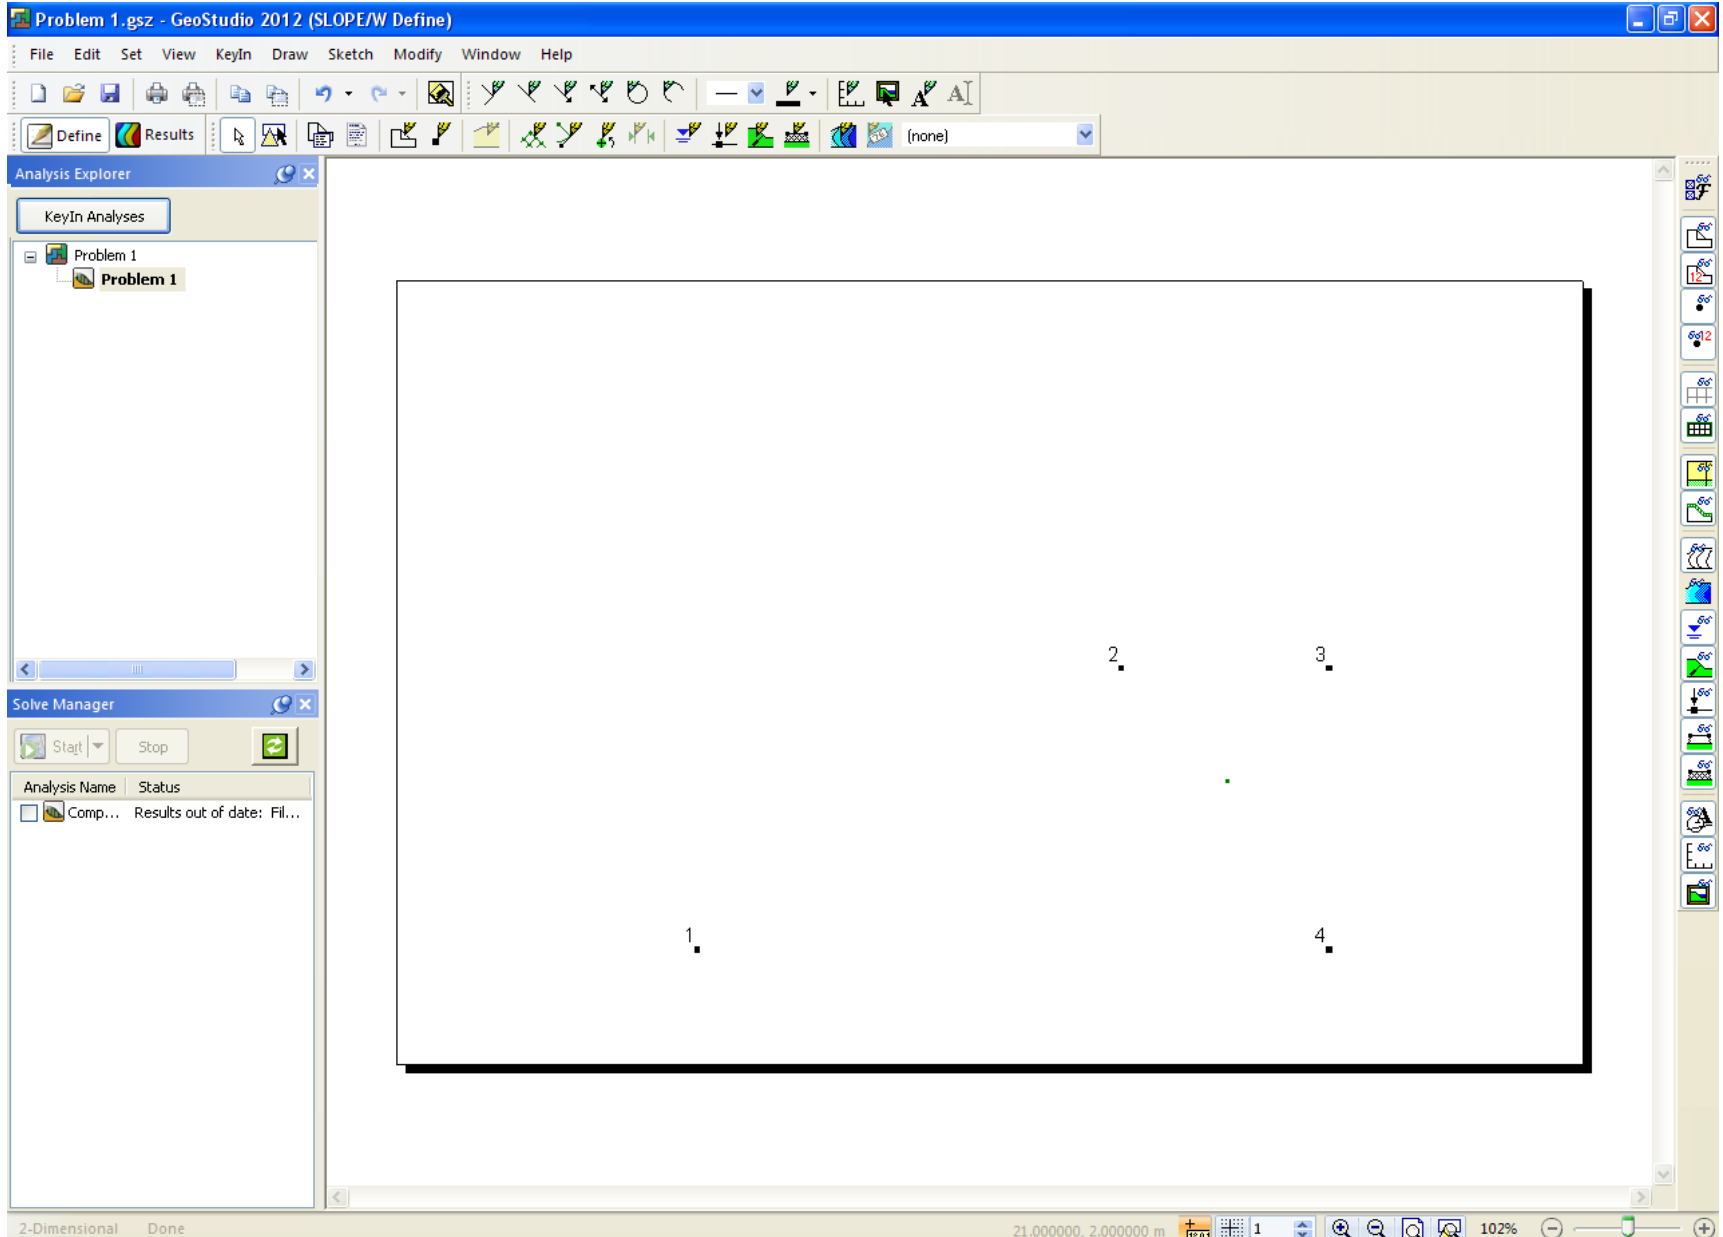 Problem 1.gsz - GeoStudio 2012 (SLOPE/W Define)
File Edit Set View KeyIn Draw Sketch Modify Window Help
Define Results (none)
Analysis Explorer
KeyIn Analyses
Problem 1
Problem 1
2 3
Solve Manager
Start Stop
Analysis Name Status
Comp... Results out of date: Fil...
1 4
2-Dimensional Done 21.000000, 2.000000 m 1 102%